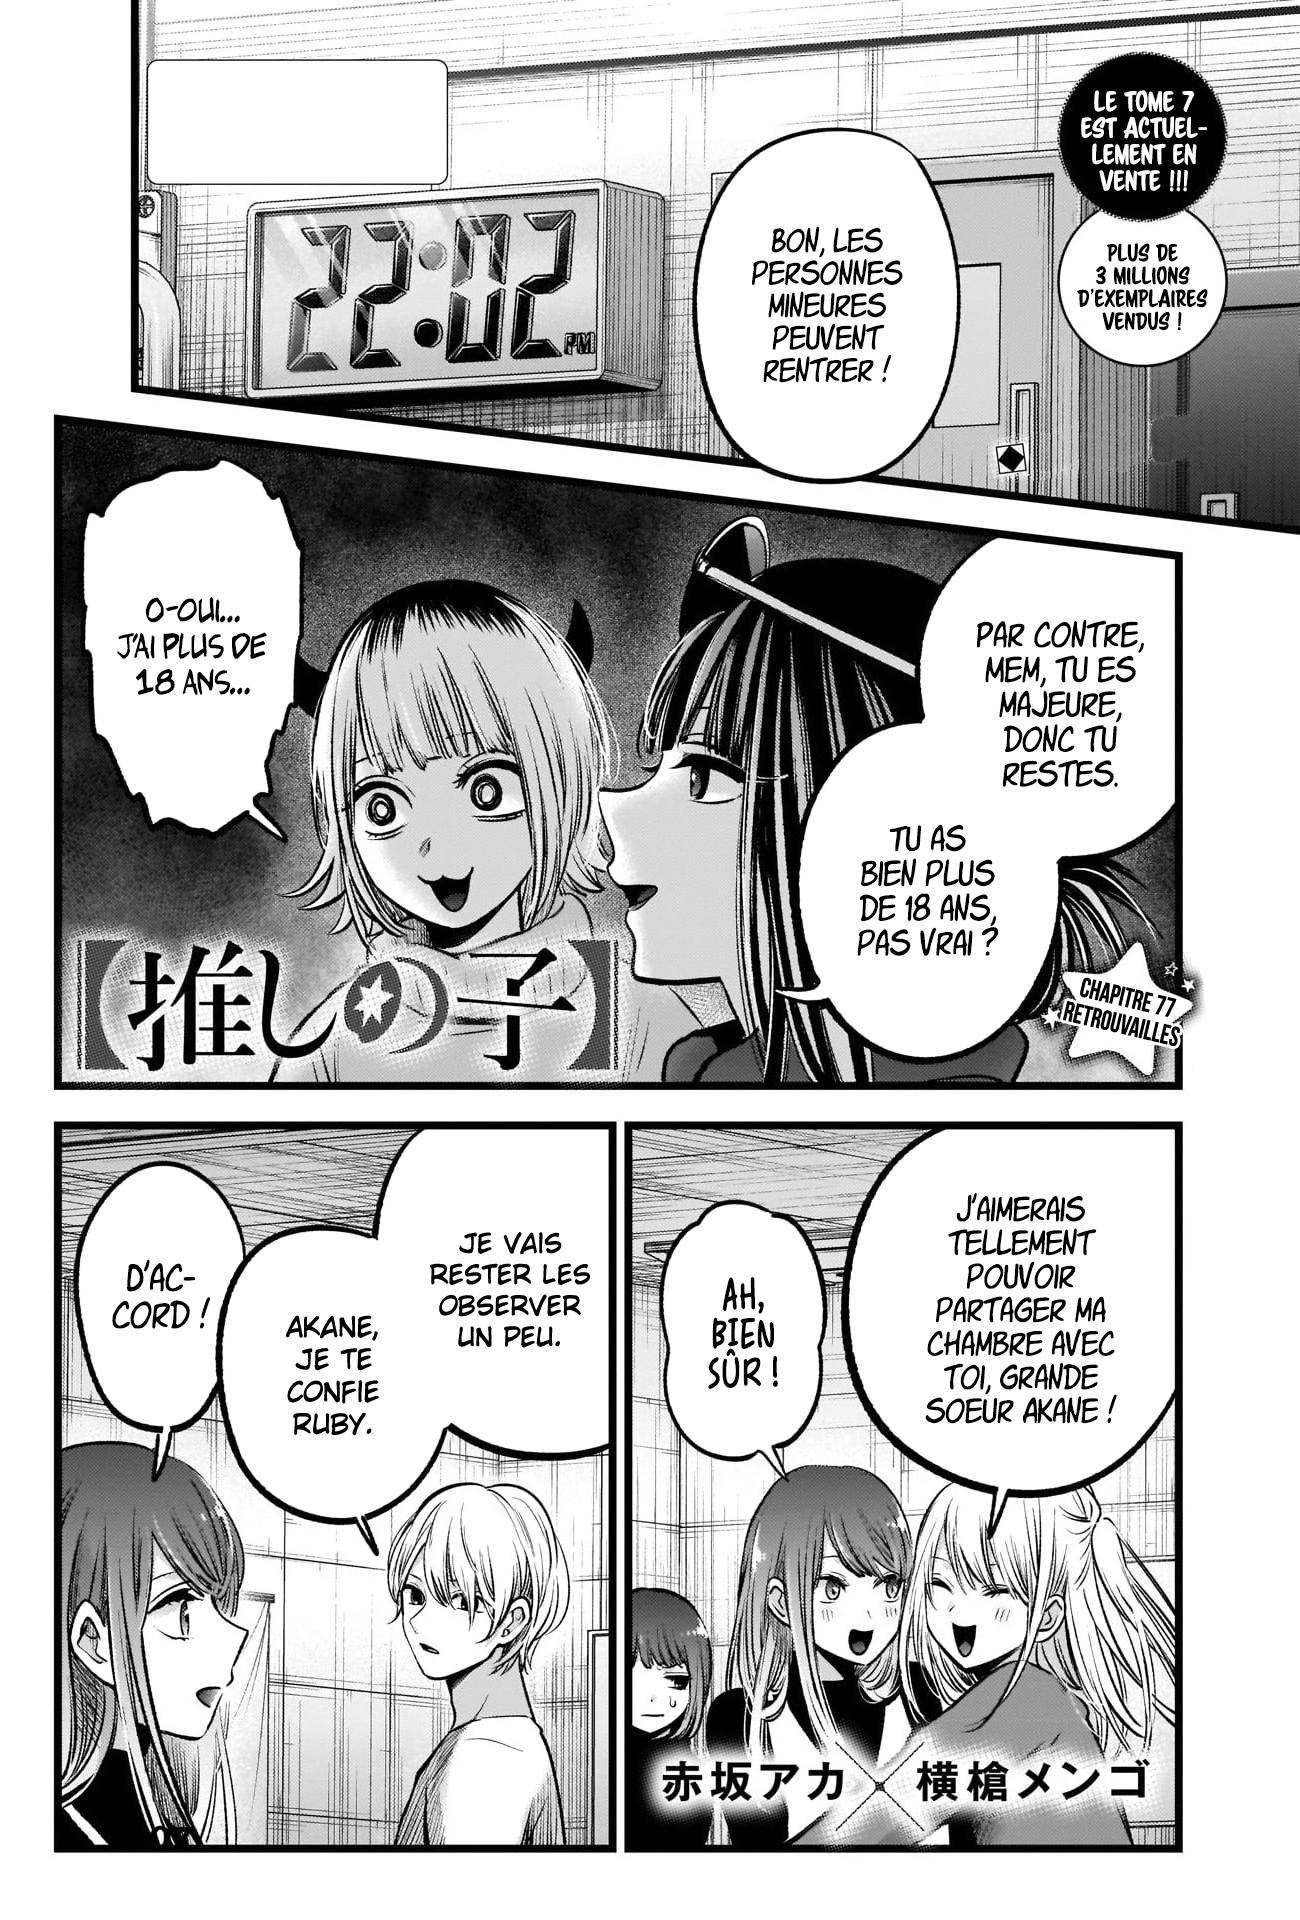 LE TOME 7
EST ACTUEL-
LEMENT EN
VENTE !!!
PLUS DE
3 MILLIONS
D'EXEMPLAIRES
VENDUS !
22:02
PM
BON, LES
PERSONNES
MINEURES
PEUVENT
RENTRER !
PAR CONTRE,
MEM, TU ES
MAJEURE,
DONC TU
RESTES.
TU AS
BIEN PLUS
DE 18 ANS,
PAS VRAI ?
O-OUI...
J'AI PLUS DE
18 ANS...
【推しの子】
CHAPITRE 77
RETROUVAILLES
J'AIMERAIS
TELLEMENT
POUVOIR
PARTAGER MA
CHAMBRE AVEC
TOI, GRANDE
SOEUR AKANE !
AH,
BIEN
SÛR !
赤坂アカ×横槍メンゴ
JE VAIS
RESTER LES
OBSERVER
UN PEU.
AKANE,
JE TE
CONFIE
RUBY.
D'AC-
CORD !